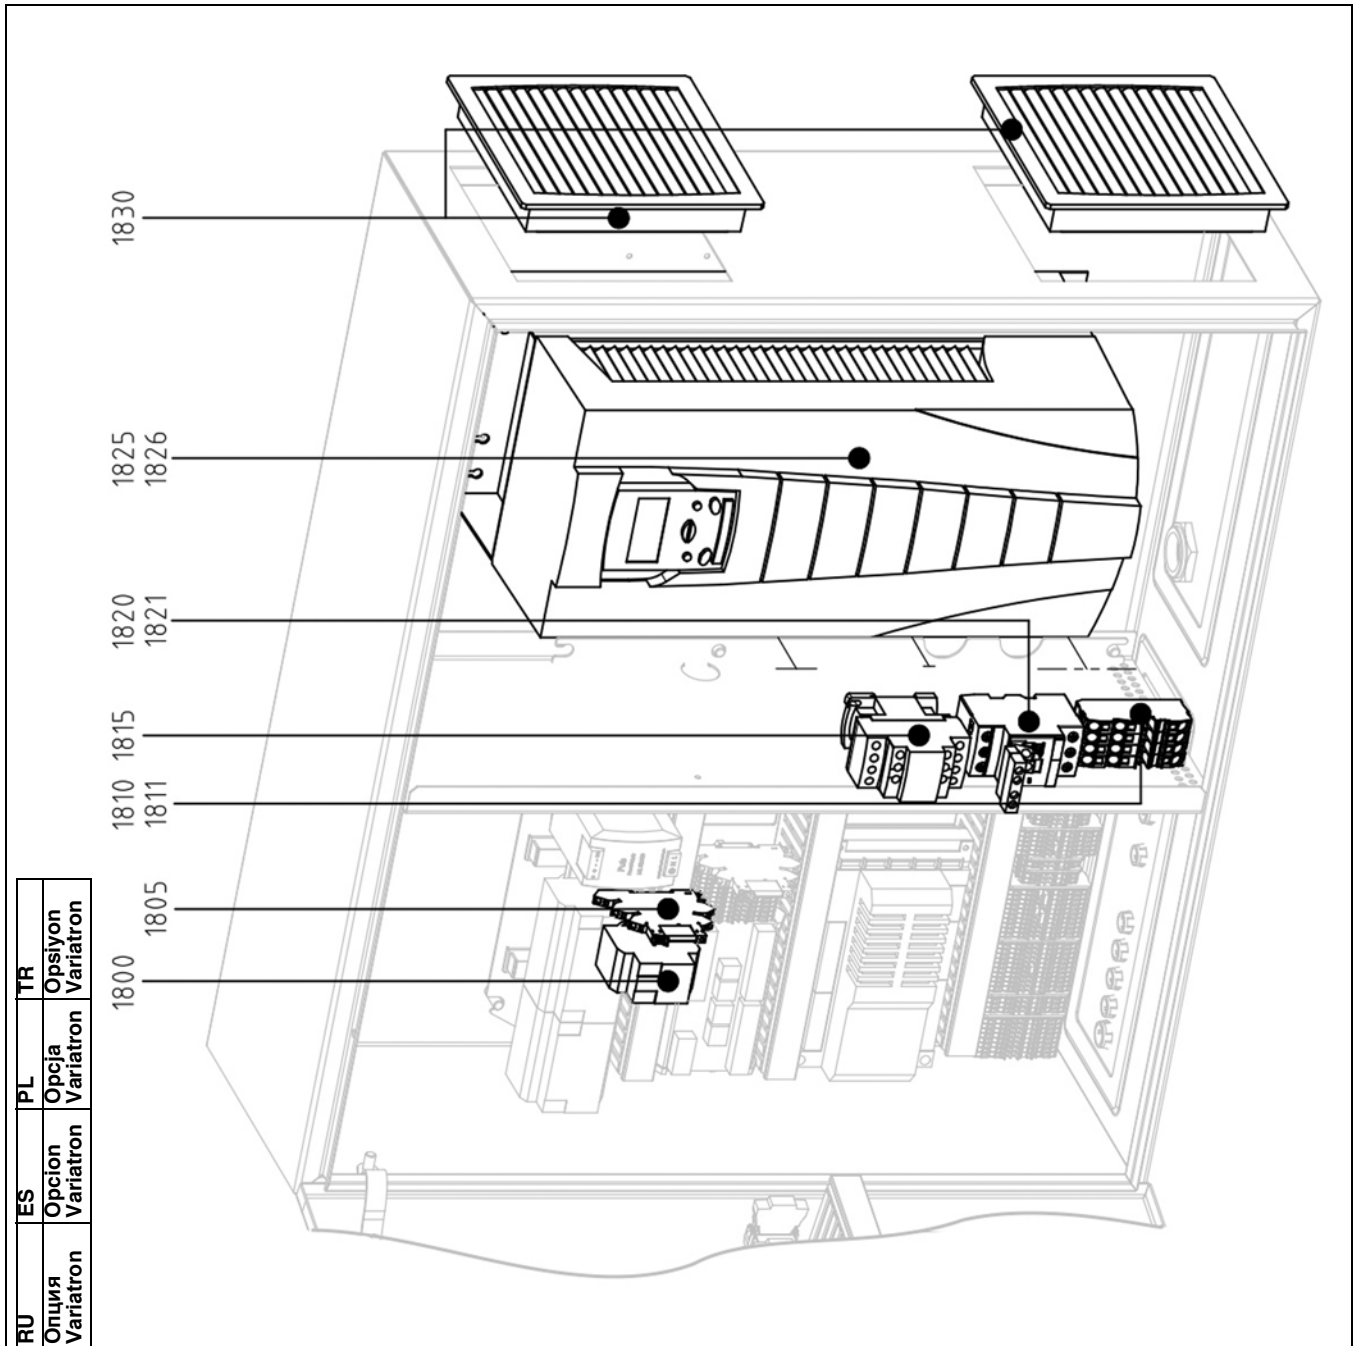 1830
1825
1826
1820
1821
1815
1810
1811
1805
1800
RU
Опция
Variatron
ES
Opcion
Variatron
PL
Opcja
Variatron
TR
Opsiyon
Variatron